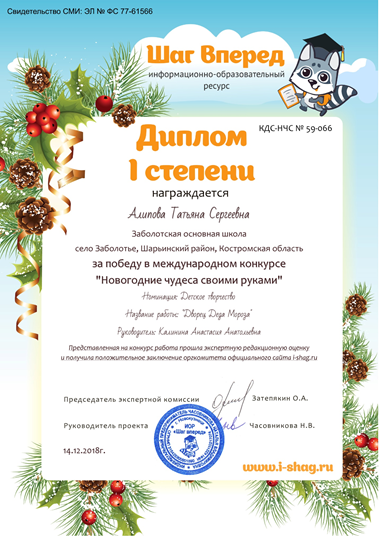 Свидетельство СМИ: ЭЛ № ФС 77-61566
Шаг Вперед
информационно-образовательный
ресурс
КДС-НЧС № 59-066
Диплом
I степени
награждается
Алипова Татьяна Сергеевна
Заболотская основная школа
село Заболотье, Шарьинский район, Костромская область
за победу в международном конкурсе
"Новогодние чудеса своими руками"
Номинация: Детское творчество
Название работы: "Дворец Деда Мороза"
Руководитель: Калинина Анастасия Анатольевна
Представленная на конкурс работа прошла экспертную редакционную оценку
и получила положительное заключение оргкомитета официального сайта i-shag.ru
Председатель экспертной комиссии Затепякин О.А.
Руководитель проекта Часовникова Н.В.
ИОР
"Шаг вперед"
14.12.2018г.
www.i-shag.ru